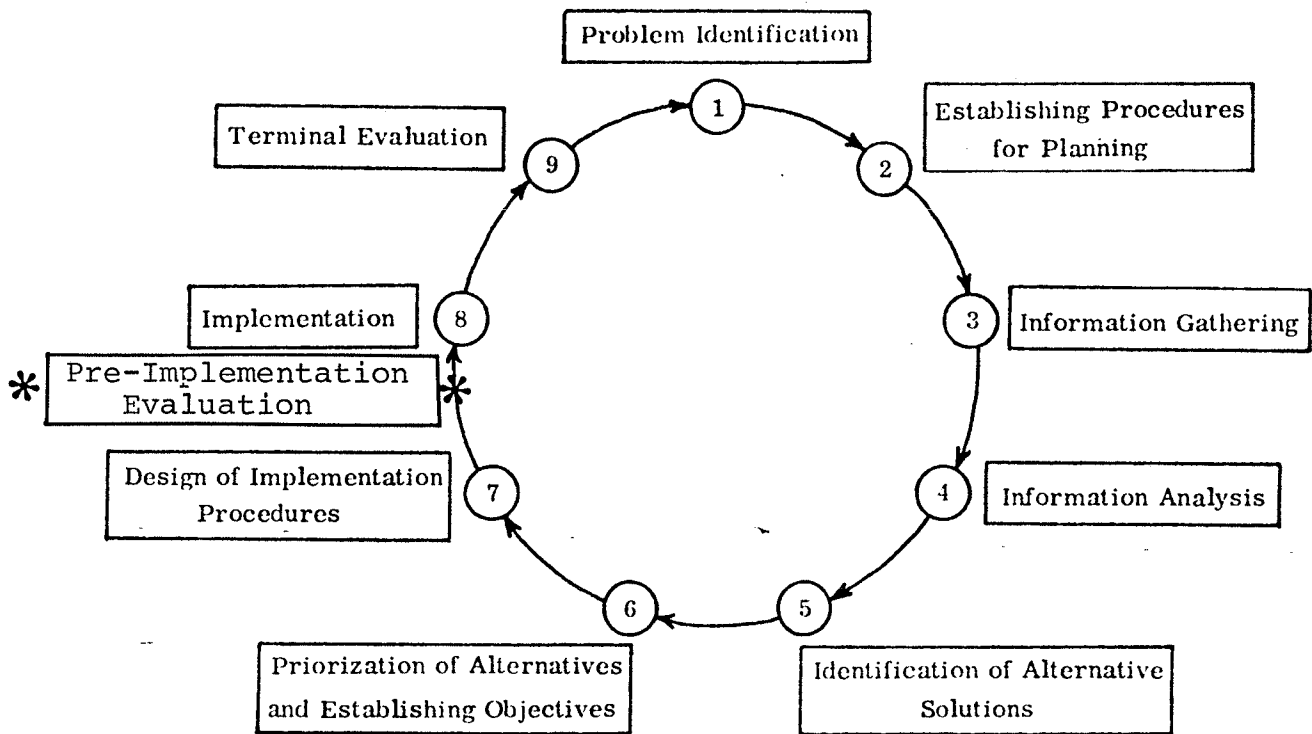 Problem Identification
1
Establishing Procedures
for Planning
2
Information Gathering
3
Information Analysis
4
Identification of Alternative
Solutions
5
Priorization of Alternatives
and Establishing Objectives
6
Design of Implementation
Procedures
7
* Pre-Implementation *
Evaluation
Implementation
8
Terminal Evaluation
9